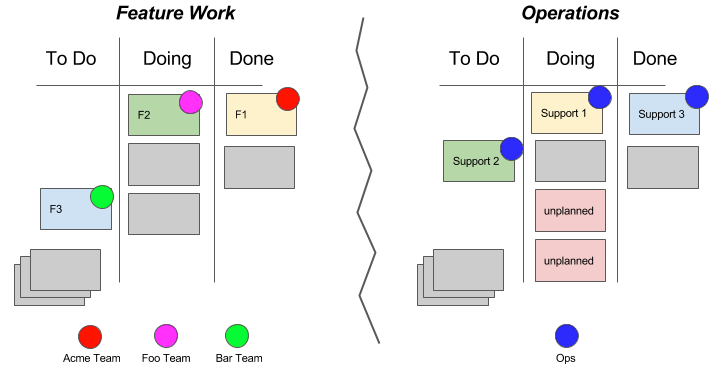 Feature Work
Operations
To Do
Doing
Done
To Do
Doing
Done
F2
F1
Support 1
Support 3
Support 2
F3
unplanned
unplanned
Acme Team
Foo Team
Bar Team
Ops